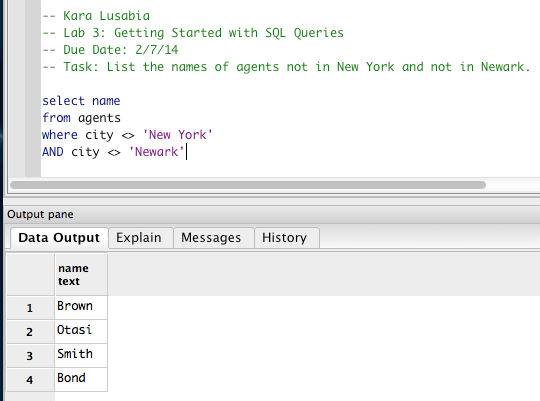 -- Kara Lusabia
-- Lab 3: Getting Started with SQL Queries
-- Due Date: 2/7/14
-- Task: List the names of agents not in New York and not in Newark.
select name
from agents
where city <> 'New York'
AND city <> 'Newark'
Output pane
Data Output Explain Messages History
name
text
1 Brown
2 Otasi
3 Smith
4 Bond